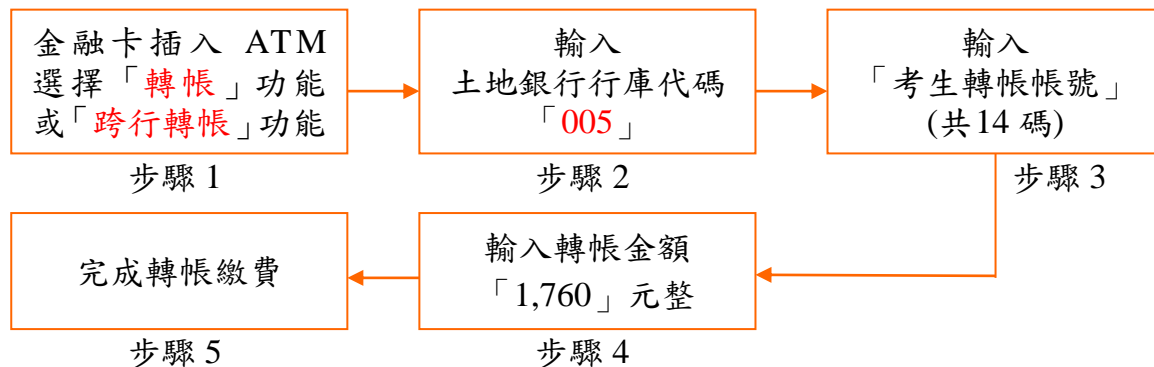 金融卡插入 ATM
選擇「轉帳」功能
或「跨行轉帳」功能
步驟 1
輸入
土地銀行行庫代碼
「005」
步驟 2
輸入
「考生轉帳帳號」
(共14 碼)
步驟 3
輸入轉帳金額
「1,760」元整
步驟 4
完成轉帳繳費
步驟 5